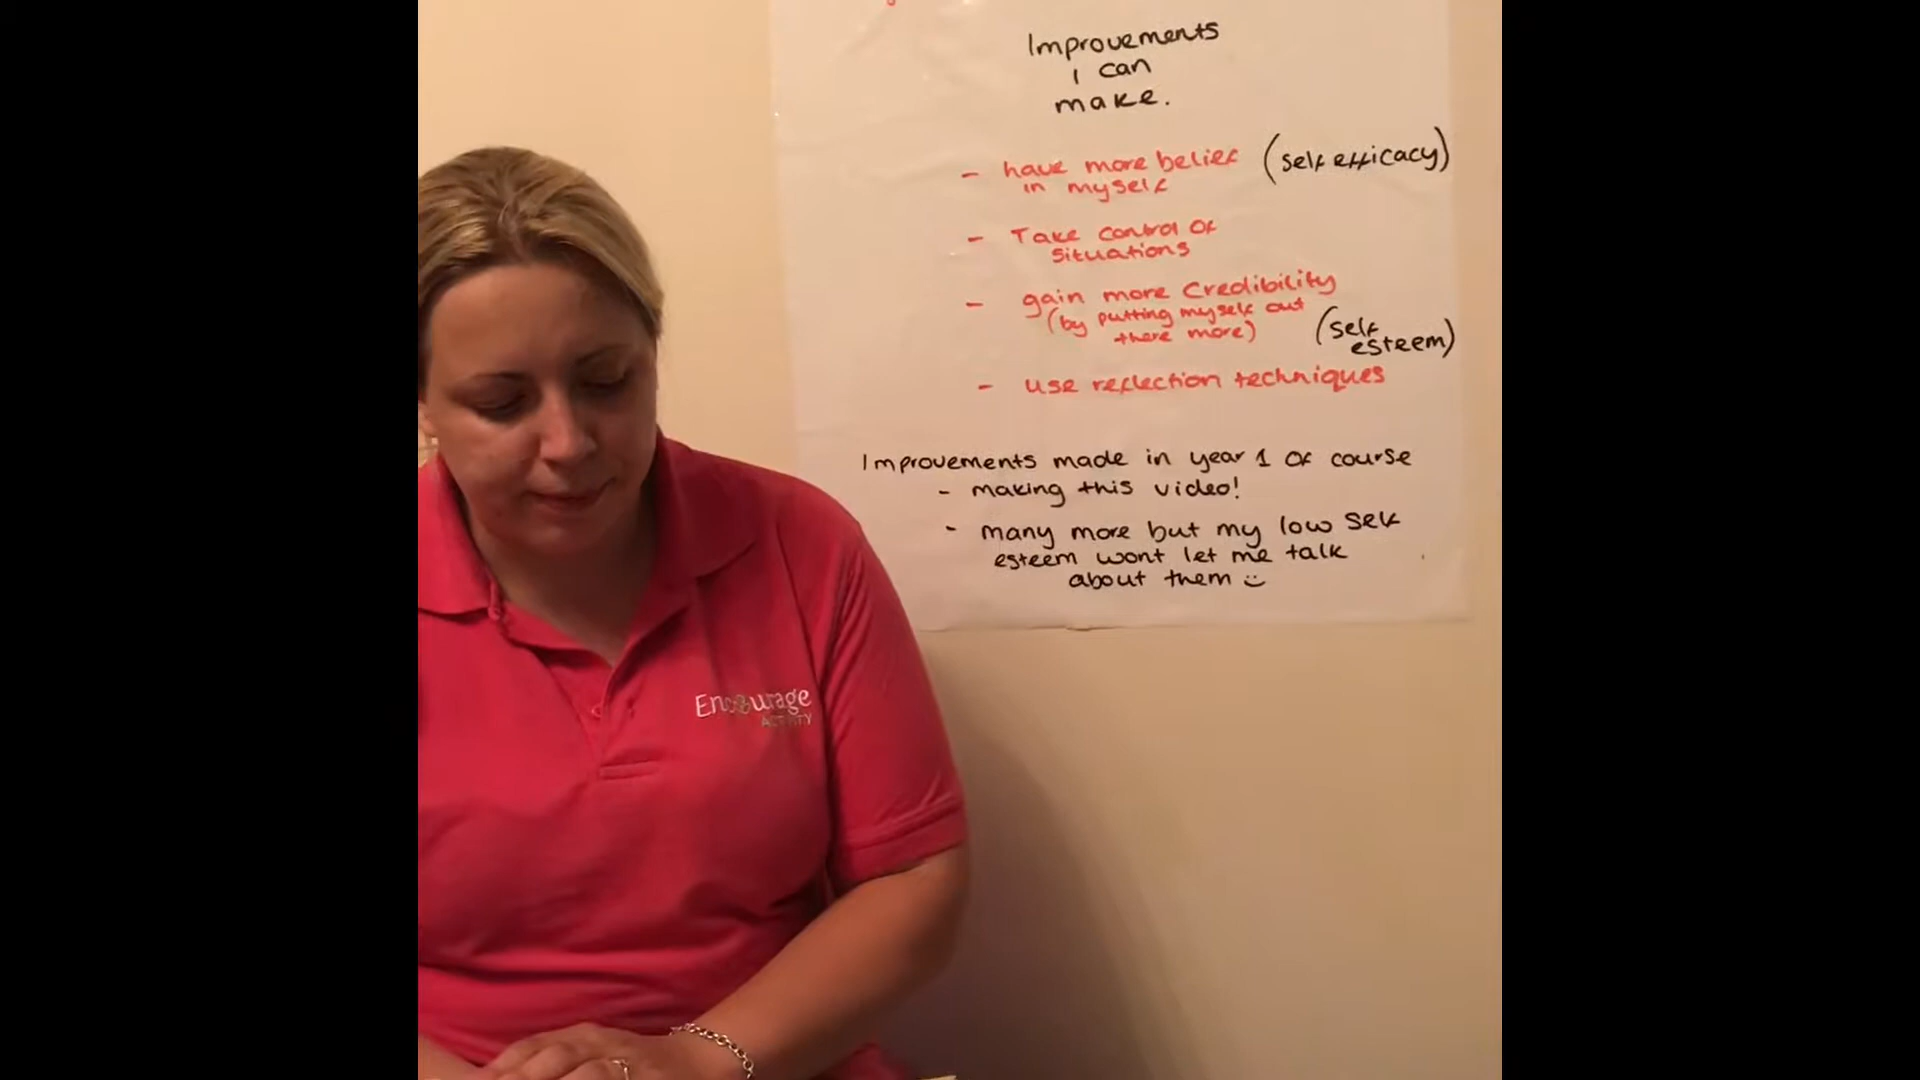 Improvements
I can
make.
- have more belief (self efficacy)
in myself
- Take control of
situations
- gain more credibility
(by putting myself out
there more) (self
esteem)
- use reflection techniques
Improvements made in year 1 of course
- making this video!
- many more but my low self
esteem wont let me talk
about them
Encourage
ACTIVITY